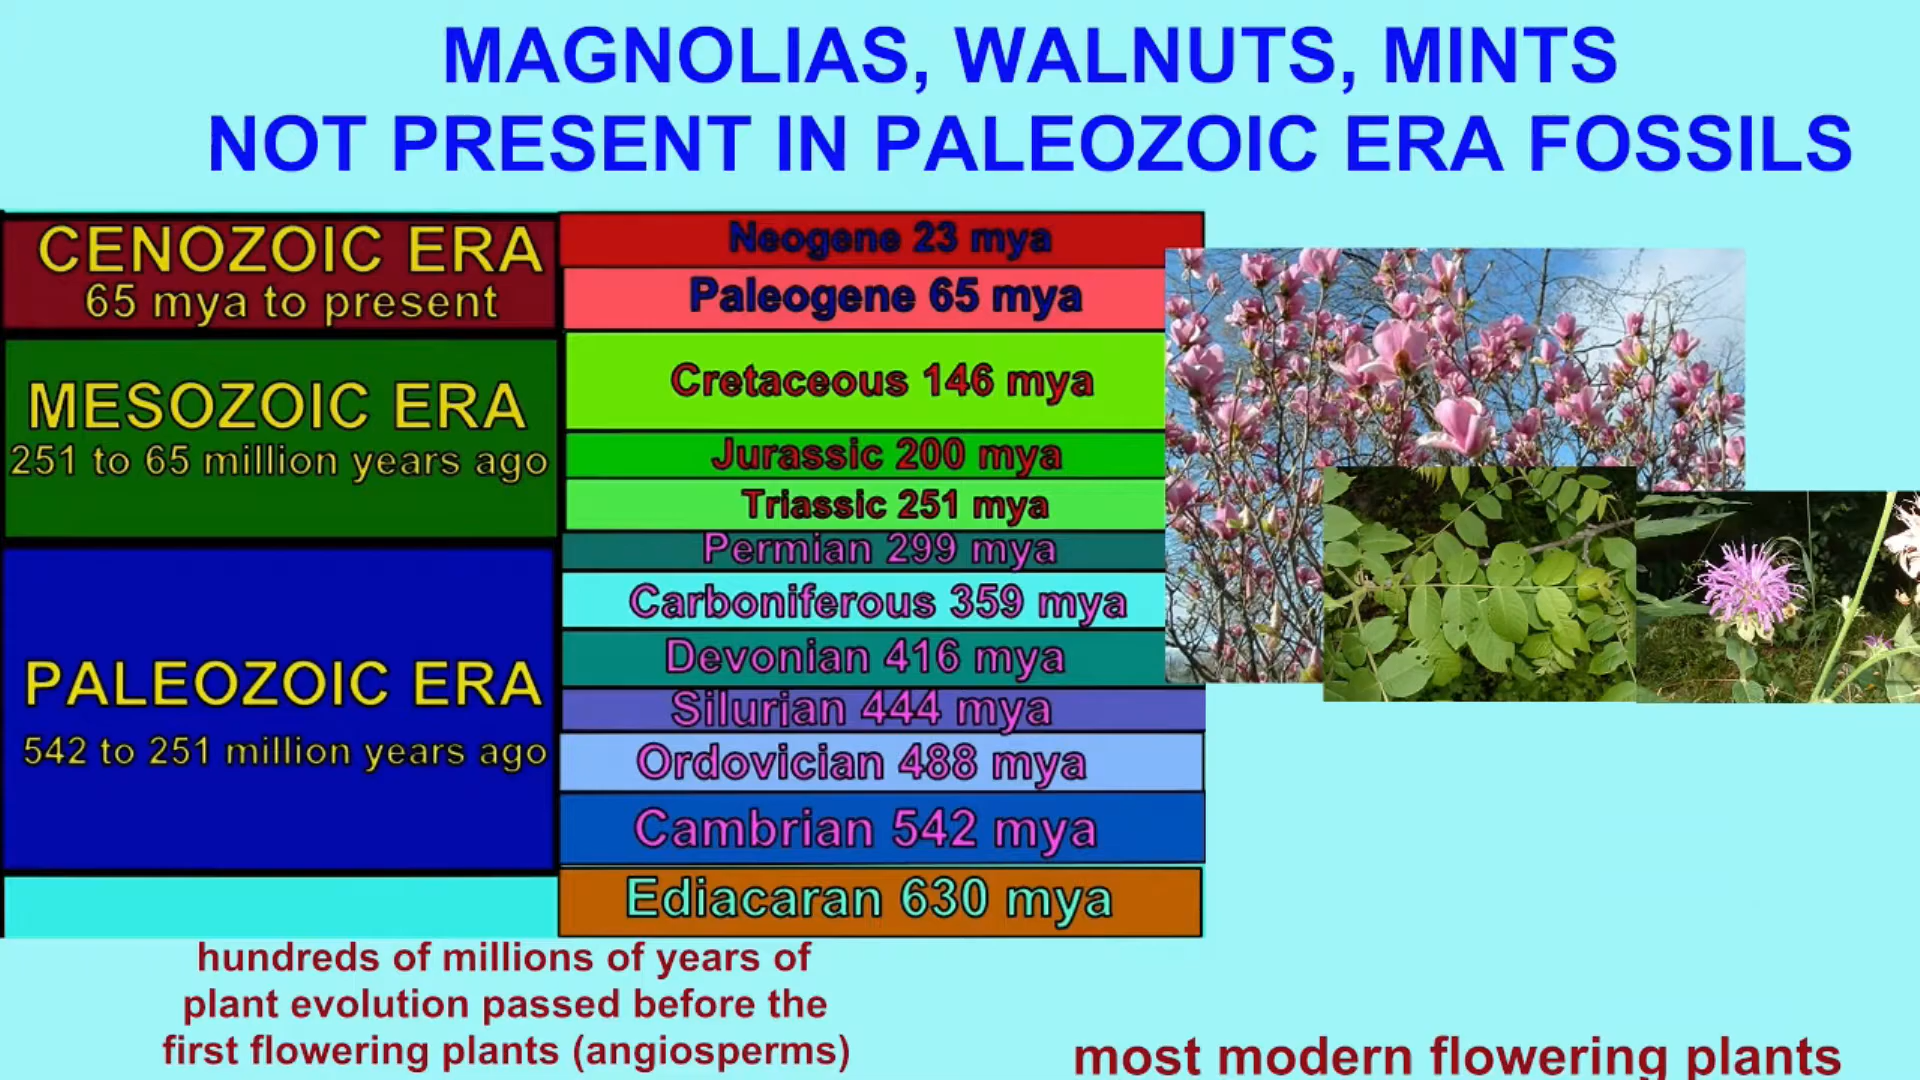 MAGNOLIAS, WALNUTS, MINTS
NOT PRESENT IN PALEOZOIC ERA FOSSILS
CENOZOIC ERA
65 mya to present
MESOZOIC ERA
251 to 65 million years ago
PALEOZOIC ERA
542 to 251 million years ago
Neogene 23 mya
Paleogene 65 mya
Cretaceous 146 mya
Jurassic 200 mya
Triassic 251 mya
Permian 299 mya
Carboniferous 359 mya
Devonian 416 mya
Silurian 444 mya
Ordovician 488 mya
Cambrian 542 mya
Ediacaran 630 mya
hundreds of millions of years of
plant evolution passed before the
first flowering plants (angiosperms)
most modern flowering plants